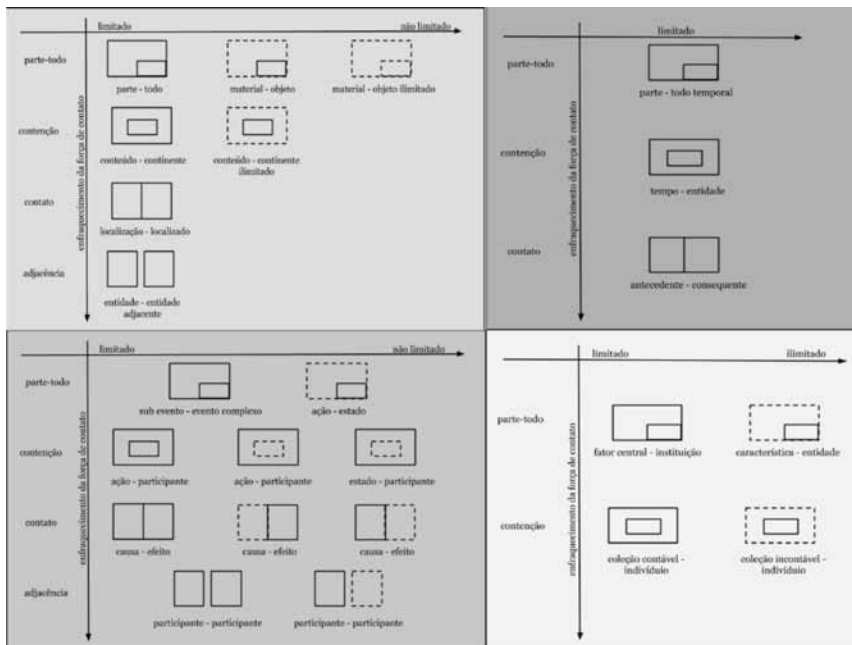 limitado não limitado
parte-todo
parte - todo material - objeto material - objeto ilimitado
contenção
conteúdo - continente conteúdo - continente
ilimitado
contato
localização - localizado
adjacência
entidade - entidade
adjacente
enfraquecimento da força de contato
limitado
parte-todo
parte - todo temporal
contenção
tempo - entidade
contato
antecedente - consequente
enfraquecimento da força de contato
limitado não limitado
parte-todo
sub evento - evento complexo ação - estado
contenção
ação - participante ação - participante estado - participante
contato
causa - efeito causa - efeito causa - efeito
adjacência
participante - participante participante - participante
enfraquecimento da força de contato
limitado ilimitado
parte-todo
fator central - instituição característica - entidade
contenção
coleção contável - coleção incontável -
indivíduio indivíduio
enfraquecimento da força de contato